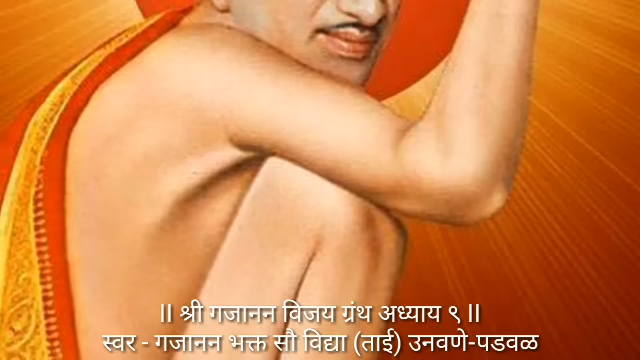 ॥ श्री गजानन विजय ग्रंथ अध्याय ९ ॥
स्वर - गजानन भक्त सौ विद्या (ताई) उनवणे-पडवळ